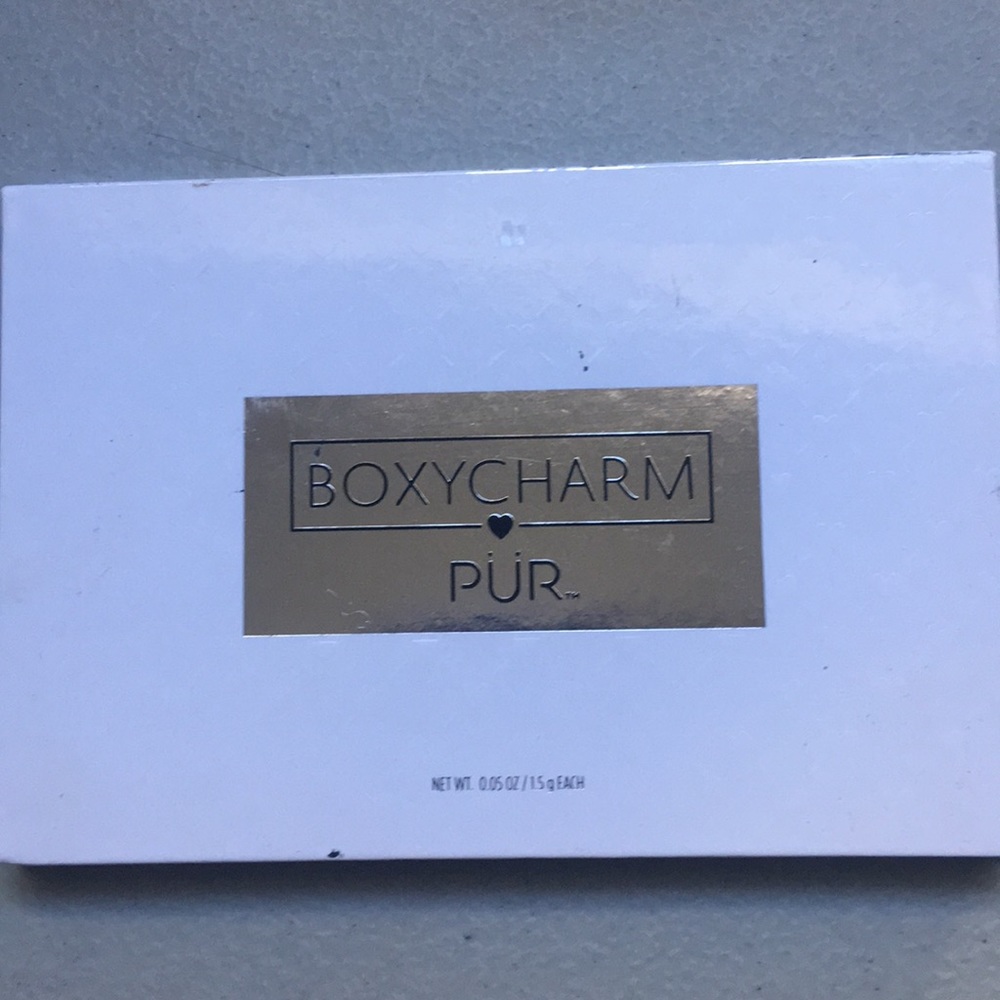 BOXYCHARM
PÜR™
NET WT. 0.05 OZ / 1.5 g EACH